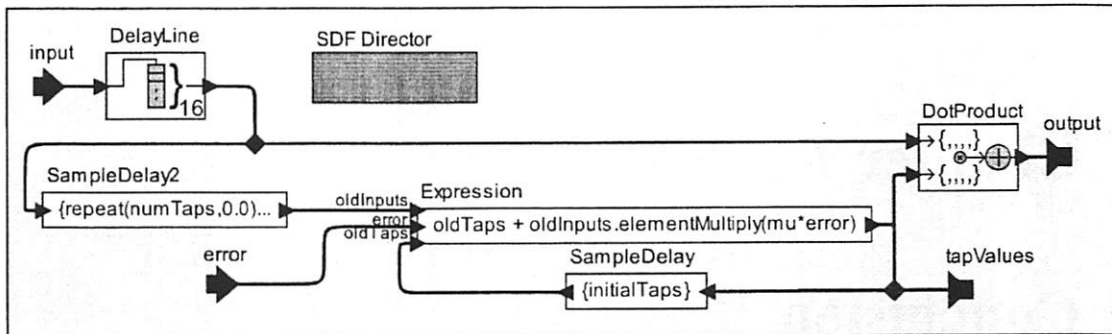 DelayLine
SDF Director
input
16
DotProduct
{,,,,}
output
{,,,,}
SampleDelay2
{repeat(numTaps,0.0)...
Expression
oldInputs
error
oldTaps
oldTaps + oldInputs.elementMultiply(mu*error)
error
SampleDelay
{initialTaps}
tapValues